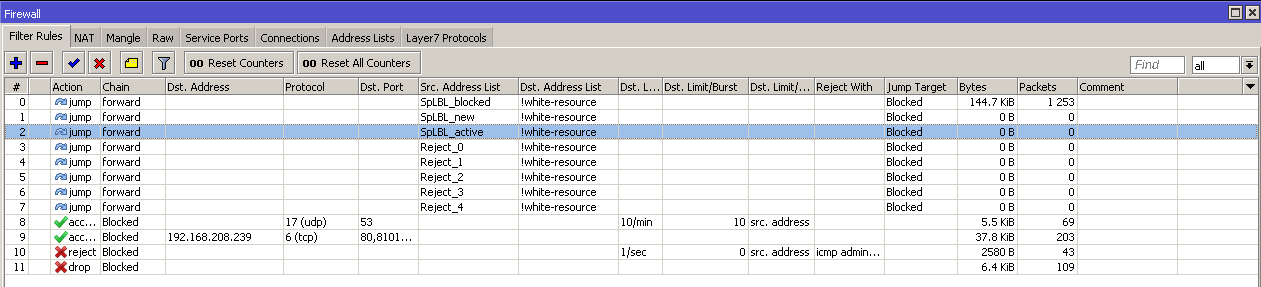 Firewall
Filter Rules NAT Mangle Raw Service Ports Connections Address Lists Layer7 Protocols
00 Reset Counters 00 Reset All Counters Find all
# Action Chain Dst. Address Protocol Dst. Port Src. Address List Dst. Address List Dst. L... Dst. Limit/Burst Dst. Limit/... Reject With Jump Target Bytes Packets Comment
0 jump forward SpLBL_blocked !white-resource Blocked 144.7 KiB 1 253
1 jump forward SpLBL_new !white-resource Blocked 0 B 0
2 jump forward SpLBL_active !white-resource Blocked 0 B 0
3 jump forward Reject_0 !white-resource Blocked 0 B 0
4 jump forward Reject_1 !white-resource Blocked 0 B 0
5 jump forward Reject_2 !white-resource Blocked 0 B 0
6 jump forward Reject_3 !white-resource Blocked 0 B 0
7 jump forward Reject_4 !white-resource Blocked 0 B 0
8 acc... Blocked 17 (udp) 53 10/min 10 src. address 5.5 KiB 69
9 acc... Blocked 192.168.208.239 6 (tcp) 80,8101... 37.8 KiB 203
10 reject Blocked 1/sec 0 src. address icmp admin... 2580 B 43
11 drop Blocked 6.4 KiB 109